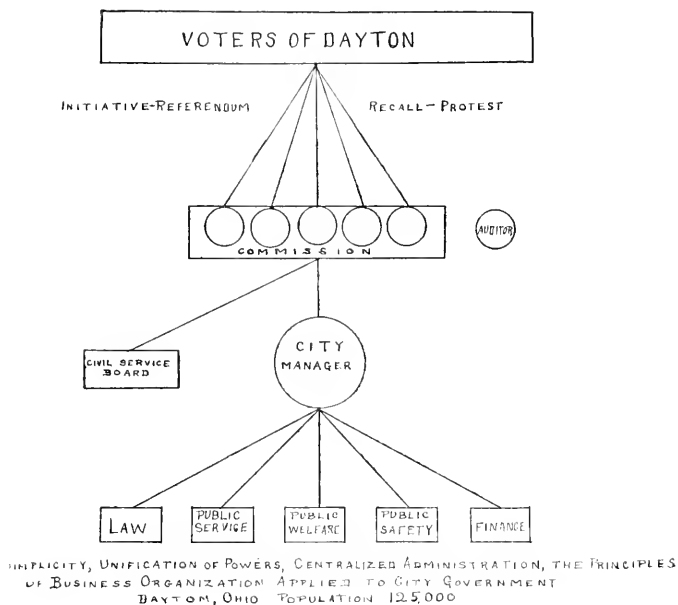 VOTERS OF DAYTON
INITIATIVE-REFERENDUM
RECALL-PROTEST
COMMISSION
AUDITOR
CIVIL SERVICE
BOARD
CITY
MANAGER
LAW
PUBLIC
SERVICE
PUBLIC
WELFARE
PUBLIC
SAFETY
FINANCE
IMPLICITY, UNIFICATION OF POWERS, CENTRALIZED ADMINISTRATION, THE PRINCIPLES
OF BUSINESS ORGANIZATION APPLIED TO CITY GOVERNMENT
DAYTON, OHIO POPULATION 125,000